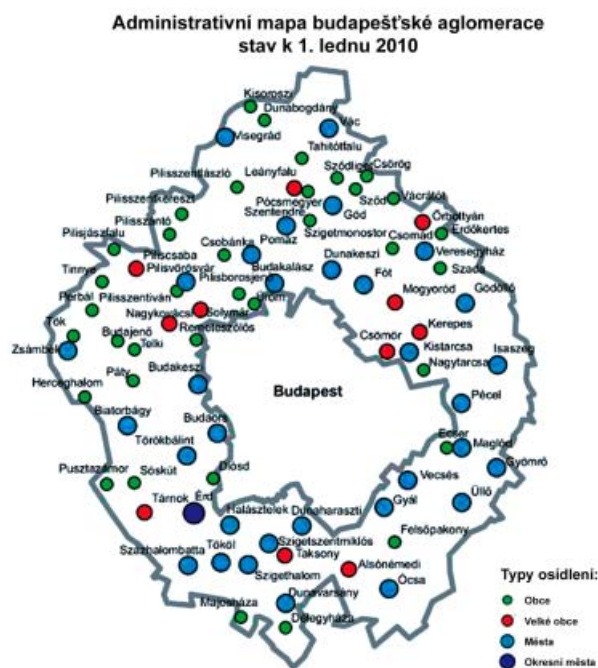 Administrativní mapa budapešťské aglomerace
stav k 1. lednu 2010
Kisoroszi
Dunabogdány
Visegrád
Vác
Tahitótfalu
Pilisszentlászló
Leányfalu
Sződliget
Csörög
Pilisszentkereszt
Pócsmegyer
Sződ
Vácrátót
Pilisszántó
Szentendre
Göd
Őrbottyán
Pilisjászfalu
Szigetmonostor
Csomád
Erdőkertes
Csobánka
Pomáz
Piliscsaba
Dunakeszi
Veresegyház
Tinnye
Pilisvörösvár
Pilisborosjenő
Budakalász
Fót
Szada
Perbál
Pilisszentiván
Üröm
Mogyoród
Gödöllő
Nagykovácsi
Solymár
Tök
Budajenő
Remeteszőlős
Kerepes
Zsámbék
Telki
Csömör
Kistarcsa
Isaszeg
Páty
Budakeszi
Nagytarcsa
Herceghalom
Budapest
Biatorbágy
Pécel
Budaörs
Törökbálint
Ecser
Maglód
Gyömrő
Pusztazámor
Sóskút
Diósd
Vecsés
Tárnok
Érd
Gyál
Üllő
Halásztelek
Dunaharaszti
Felsőpakony
Százhalombatta
Tököl
Szigetszentmiklós
Taksony
Alsónémedi
Szigethalom
Ócsa
Dunavarsány
Majosháza
Délegyháza
Typy osídlení:
Obce
Velké obce
Města
Okresní města